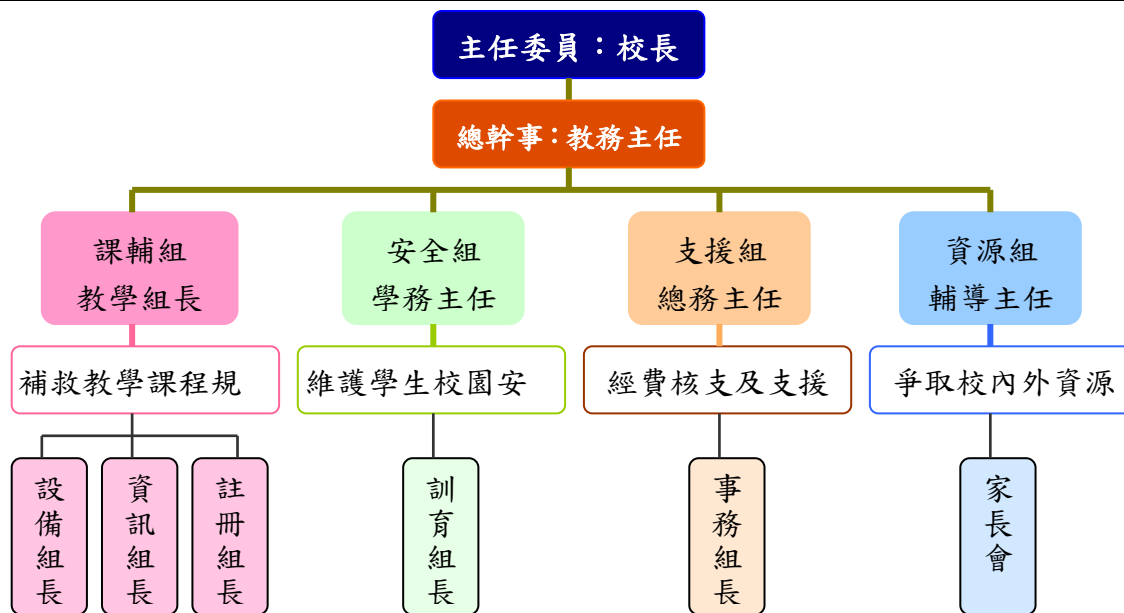 主任委員：校長
總幹事：教務主任
課輔組
教學組長
安全組
學務主任
支援組
總務主任
資源組
輔導主任
補救教學課程規
維護學生校園安
經費核支及支援
爭取校內外資源
設備組長
資訊組長
註冊組長
訓育組長
事務組長
家長會